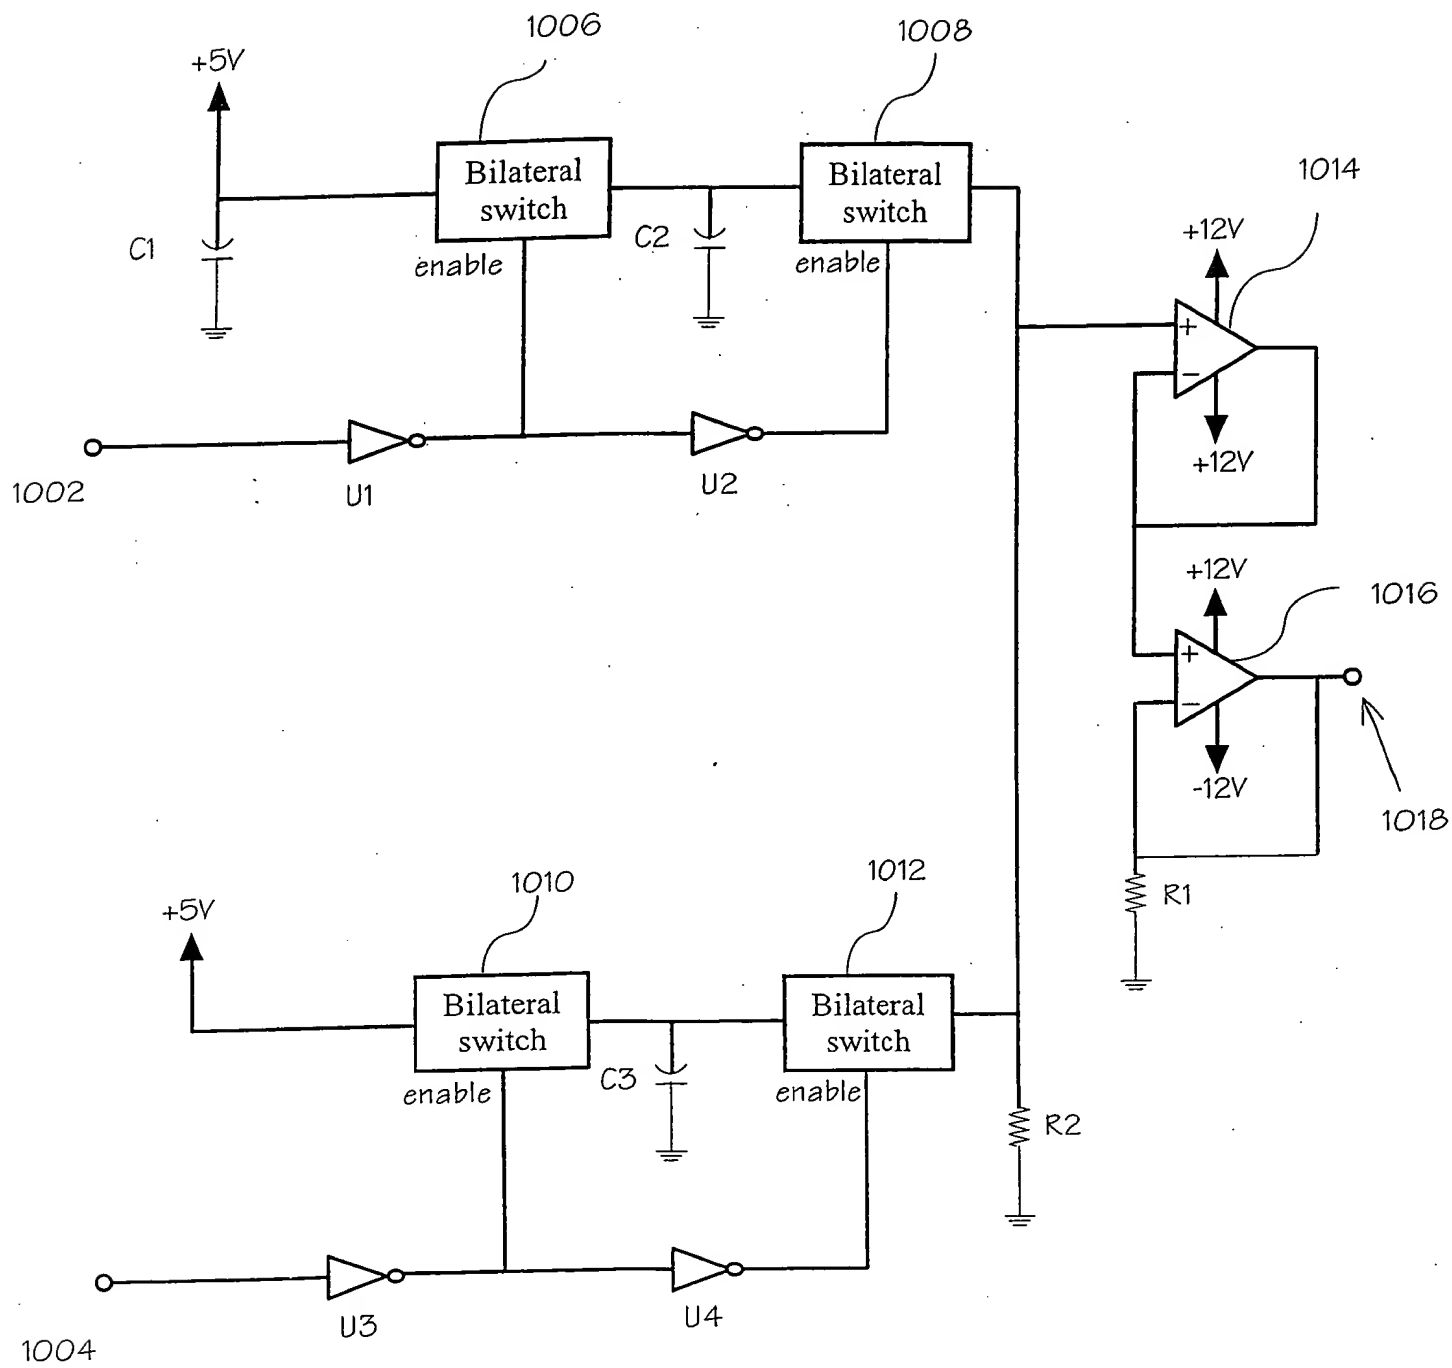 1006
1008
+5V
Bilateral
switch
Bilateral
switch
1014
C1
C2
+12V
enable
enable
+
−
+12V
1002
U1
U2
+12V
1016
+
−
-12V
1018
1010
1012
R1
+5V
Bilateral
switch
Bilateral
switch
enable
C3
enable
R2
U3
U4
1004